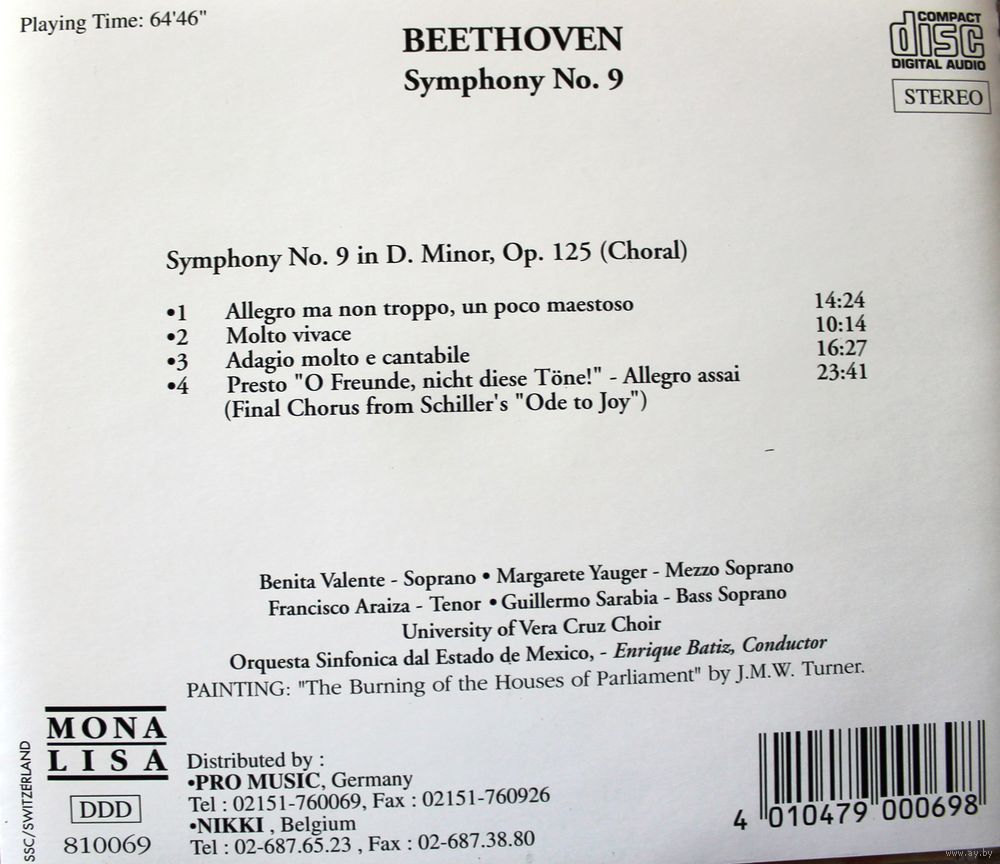 Playing Time: 64'46"
BEETHOVEN
Symphony No. 9
COMPACT
disc
DIGITAL AUDIO
STEREO
Symphony No. 9 in D. Minor, Op. 125 (Choral)
•1 Allegro ma non troppo, un poco maestoso 14:24
•2 Molto vivace 10:14
•3 Adagio molto e cantabile 16:27
•4 Presto "O Freunde, nicht diese Töne!" - Allegro assai 23:41
(Final Chorus from Schiller's "Ode to Joy")
Benita Valente - Soprano • Margarete Yauger - Mezzo Soprano
Francisco Araiza - Tenor • Guillermo Sarabia - Bass Soprano
University of Vera Cruz Choir
Orquesta Sinfonica dal Estado de Mexico, - Enrique Batiz, Conductor
PAINTING: "The Burning of the Houses of Parliament" by J.M.W. Turner.
SSC/SWITZERLAND
MONA
LISA
DDD
810069
Distributed by :
•PRO MUSIC, Germany
Tel : 02151-760069, Fax : 02151-760926
•NIKKI , Belgium
Tel : 02-687.65.23 , Fax : 02-687.38.80
4 010479 000698
www.ay.by